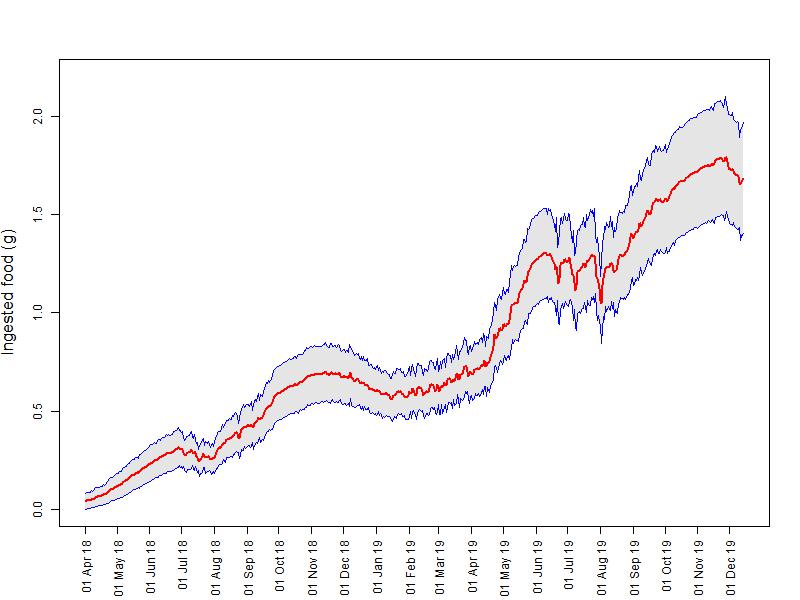 Ingested food (g)
2.0
1.5
1.0
0.5
0.0
01 Apr 18
01 May 18
01 Jun 18
01 Jul 18
01 Aug 18
01 Sep 18
01 Oct 18
01 Nov 18
01 Dec 18
01 Jan 19
01 Feb 19
01 Mar 19
01 Apr 19
01 May 19
01 Jun 19
01 Jul 19
01 Aug 19
01 Sep 19
01 Oct 19
01 Nov 19
01 Dec 19